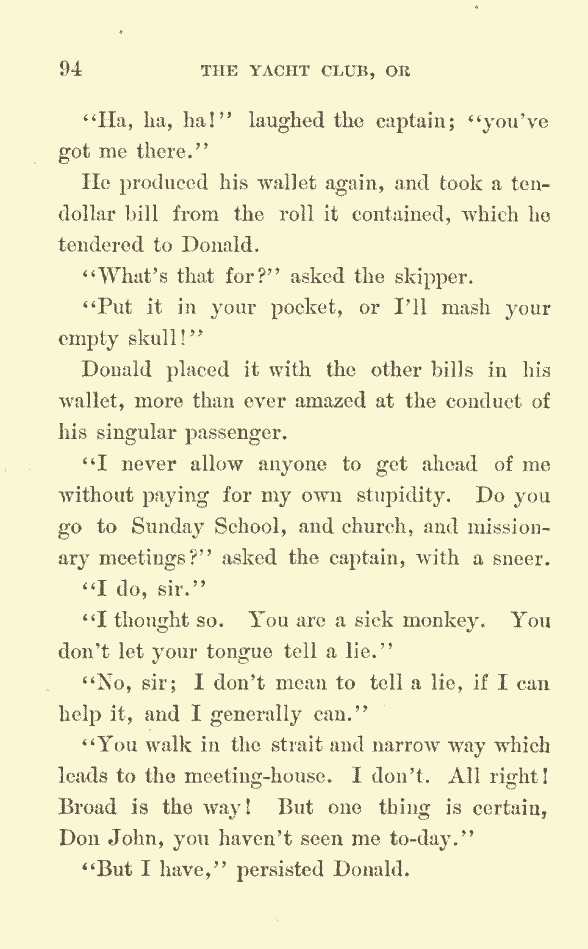 94 THE YACHT CLUB, OR
“Ha, ha, ha!” laughed the captain; “you’ve
got me there.”
He produced his wallet again, and took a ten-
dollar bill from the roll it contained, which he
tendered to Donald.
“What’s that for?” asked the skipper.
“Put it in your pocket, or I’ll mash your
empty skull!”
Donald placed it with the other bills in his
wallet, more than ever amazed at the conduct of
his singular passenger.
“I never allow anyone to get ahead of me
without paying for my own stupidity. Do you
go to Sunday School, and church, and mission-
ary meetings?” asked the captain, with a sneer.
“I do, sir.”
“I thought so. You are a sick monkey. You
don’t let your tongue tell a lie.”
“No, sir; I don’t mean to tell a lie, if I can
help it, and I generally can.”
“You walk in the strait and narrow way which
leads to the meeting-house. I don’t. All right!
Broad is the way! But one thing is certain,
Don John, you haven’t seen me to-day.”
“But I have,” persisted Donald.